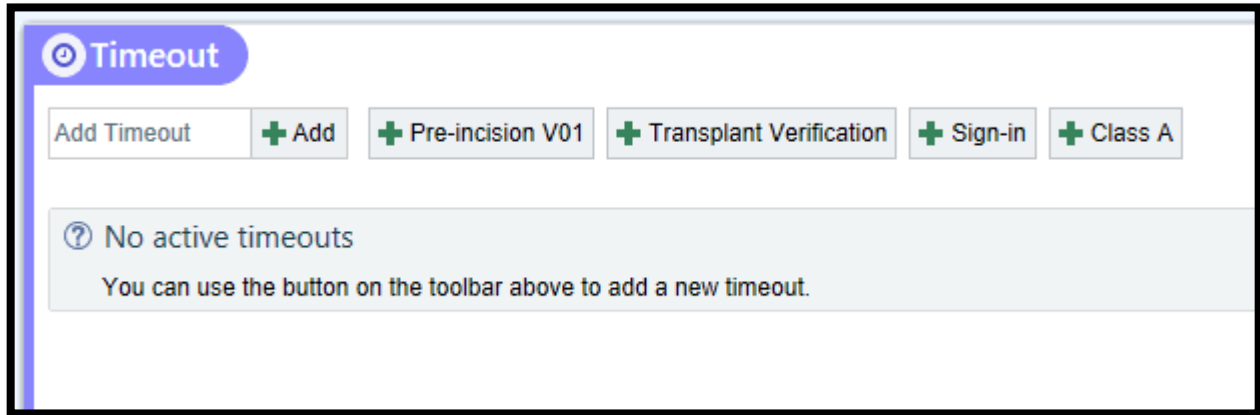 Timeout
Add Timeout Add Pre-incision V01 Transplant Verification Sign-in Class A
No active timeouts
You can use the button on the toolbar above to add a new timeout.